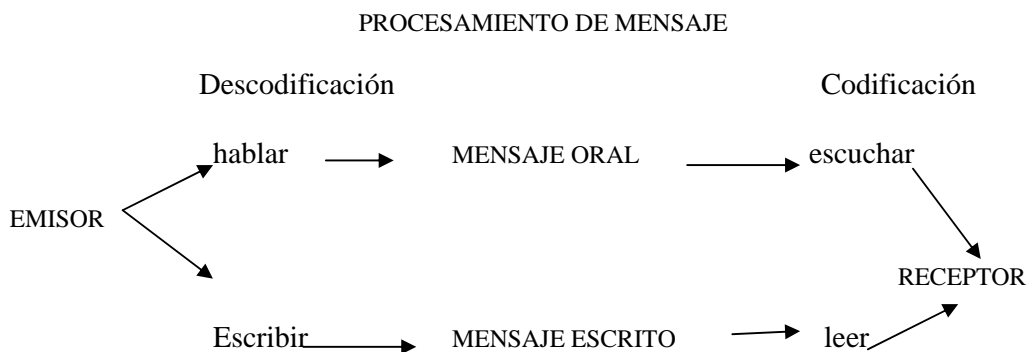 PROCESAMIENTO DE MENSAJE
Descodificación Codificación
hablar MENSAJE ORAL escuchar
EMISOR
RECEPTOR
Escribir MENSAJE ESCRITO leer